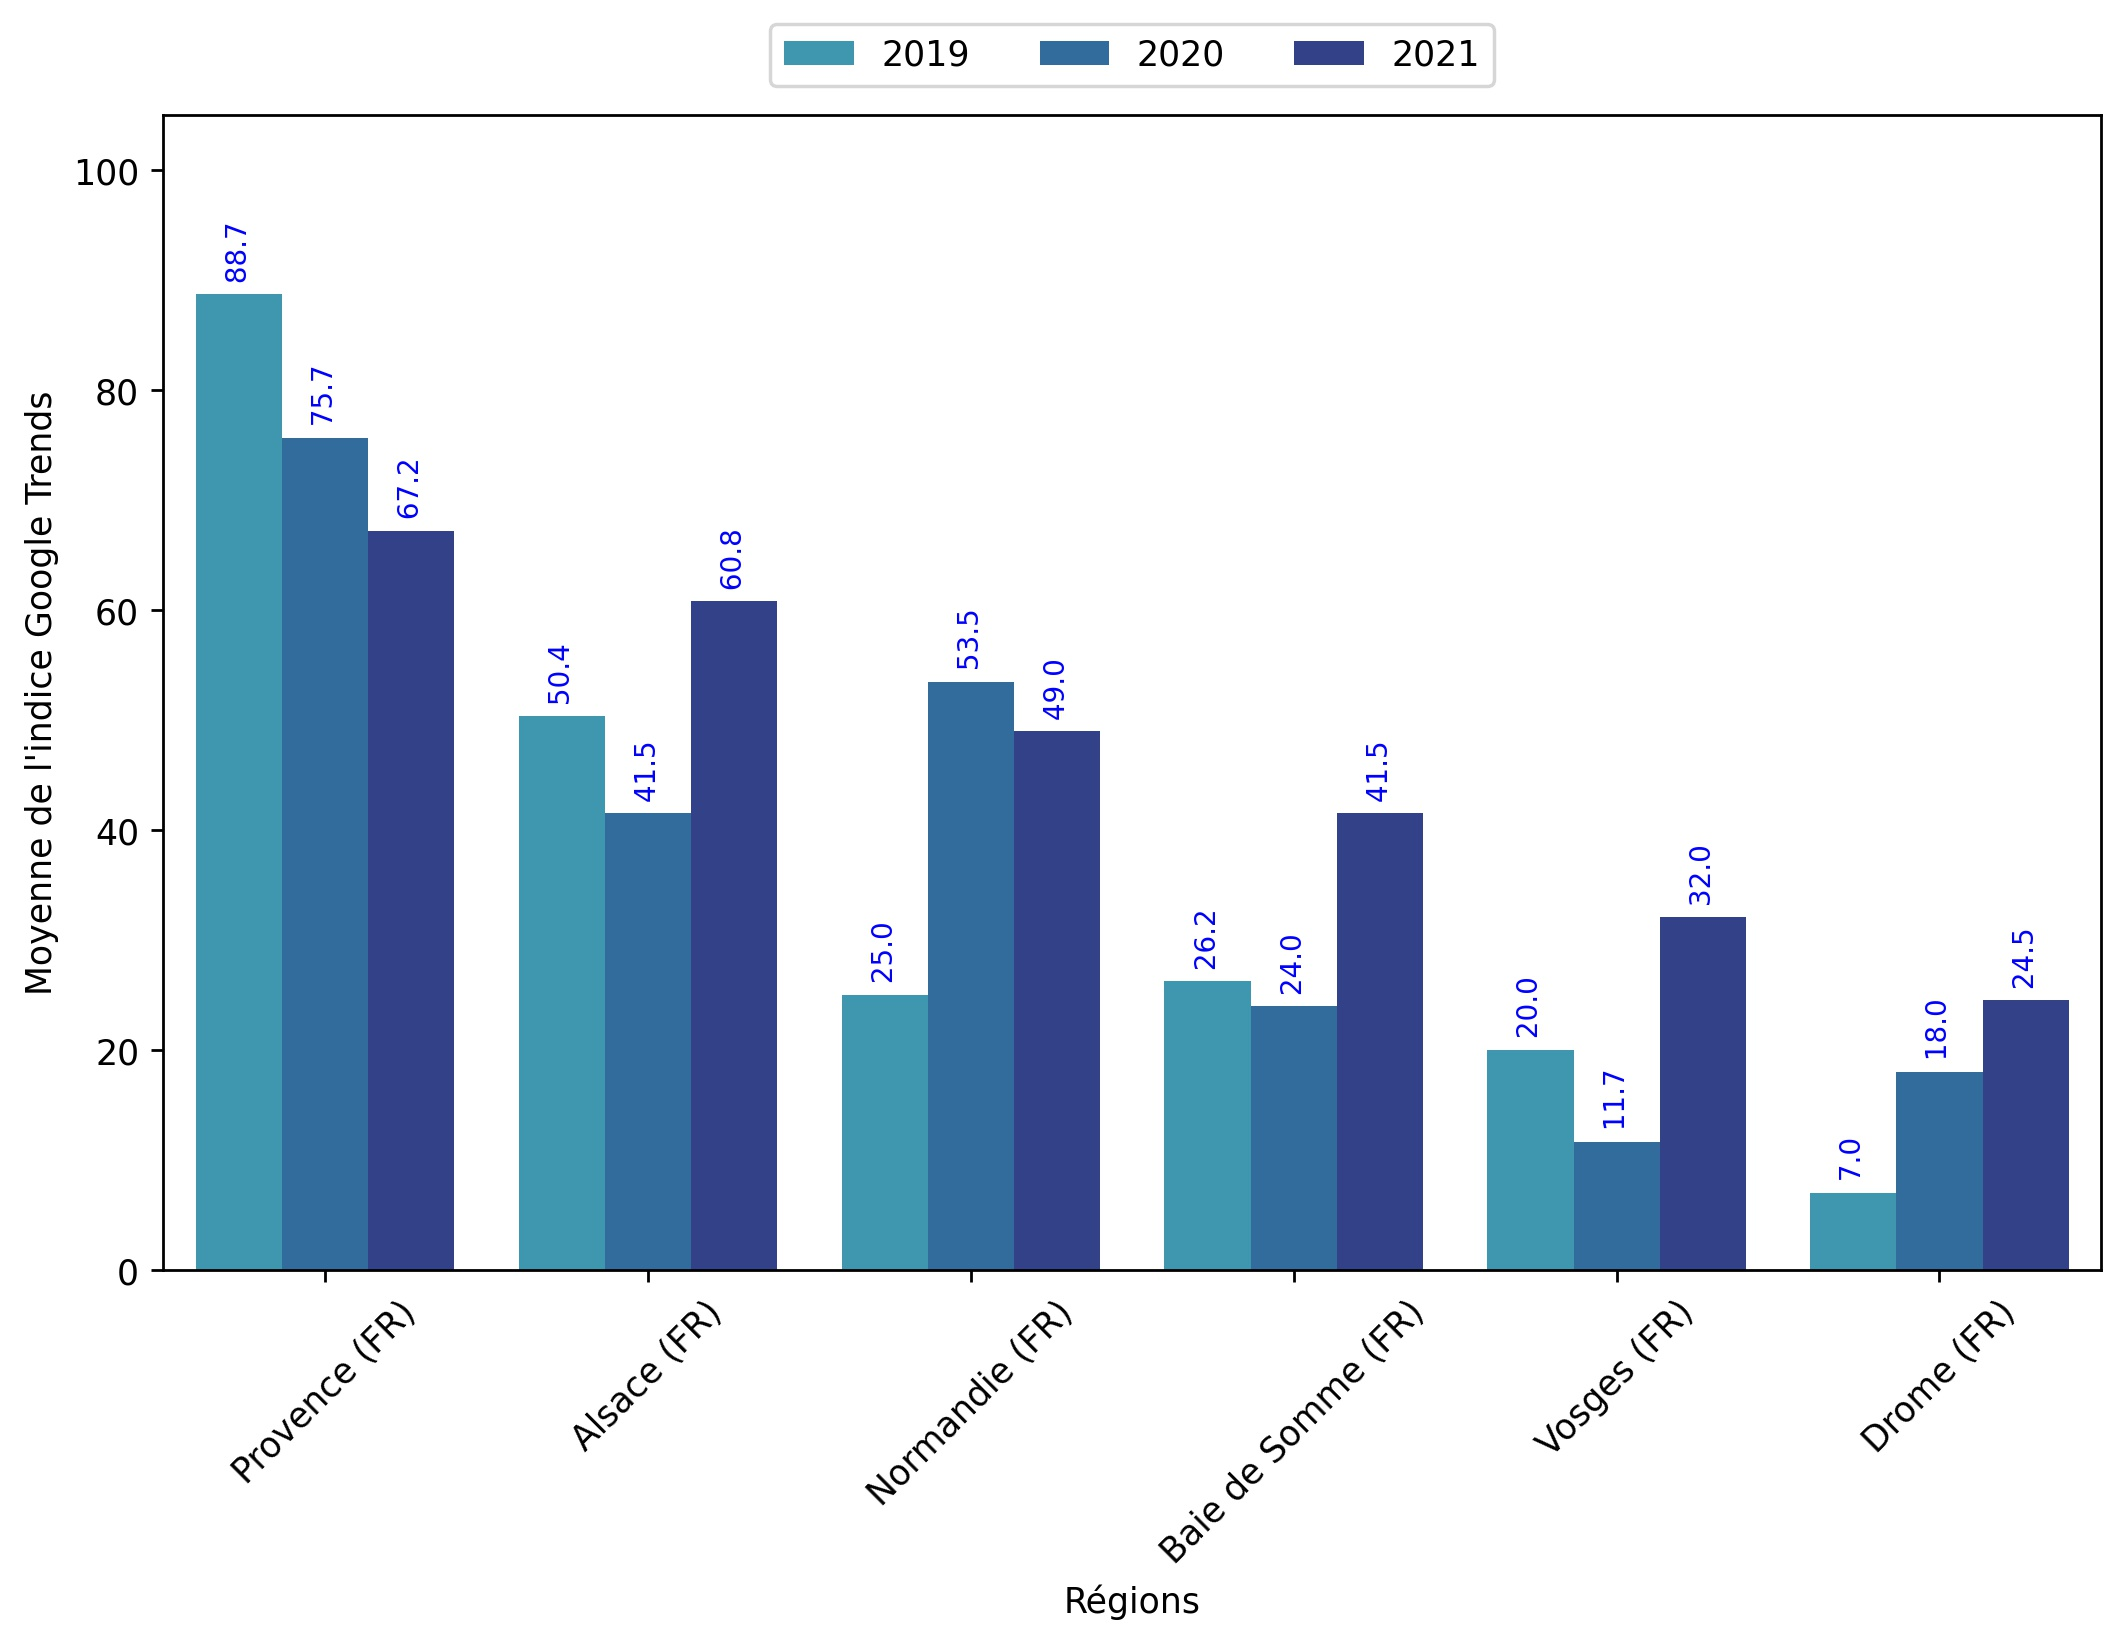 2019 2020 2021
Moyenne de l'indice Google Trends
100
80
60
40
20
0
88.7 75.7 67.2
50.4 41.5 60.8
25.0 53.5 49.0
26.2 24.0 41.5
20.0 11.7 32.0
7.0 18.0 24.5
Provence (FR)
Alsace (FR)
Normandie (FR)
Baie de Somme (FR)
Vosges (FR)
Drome (FR)
Régions